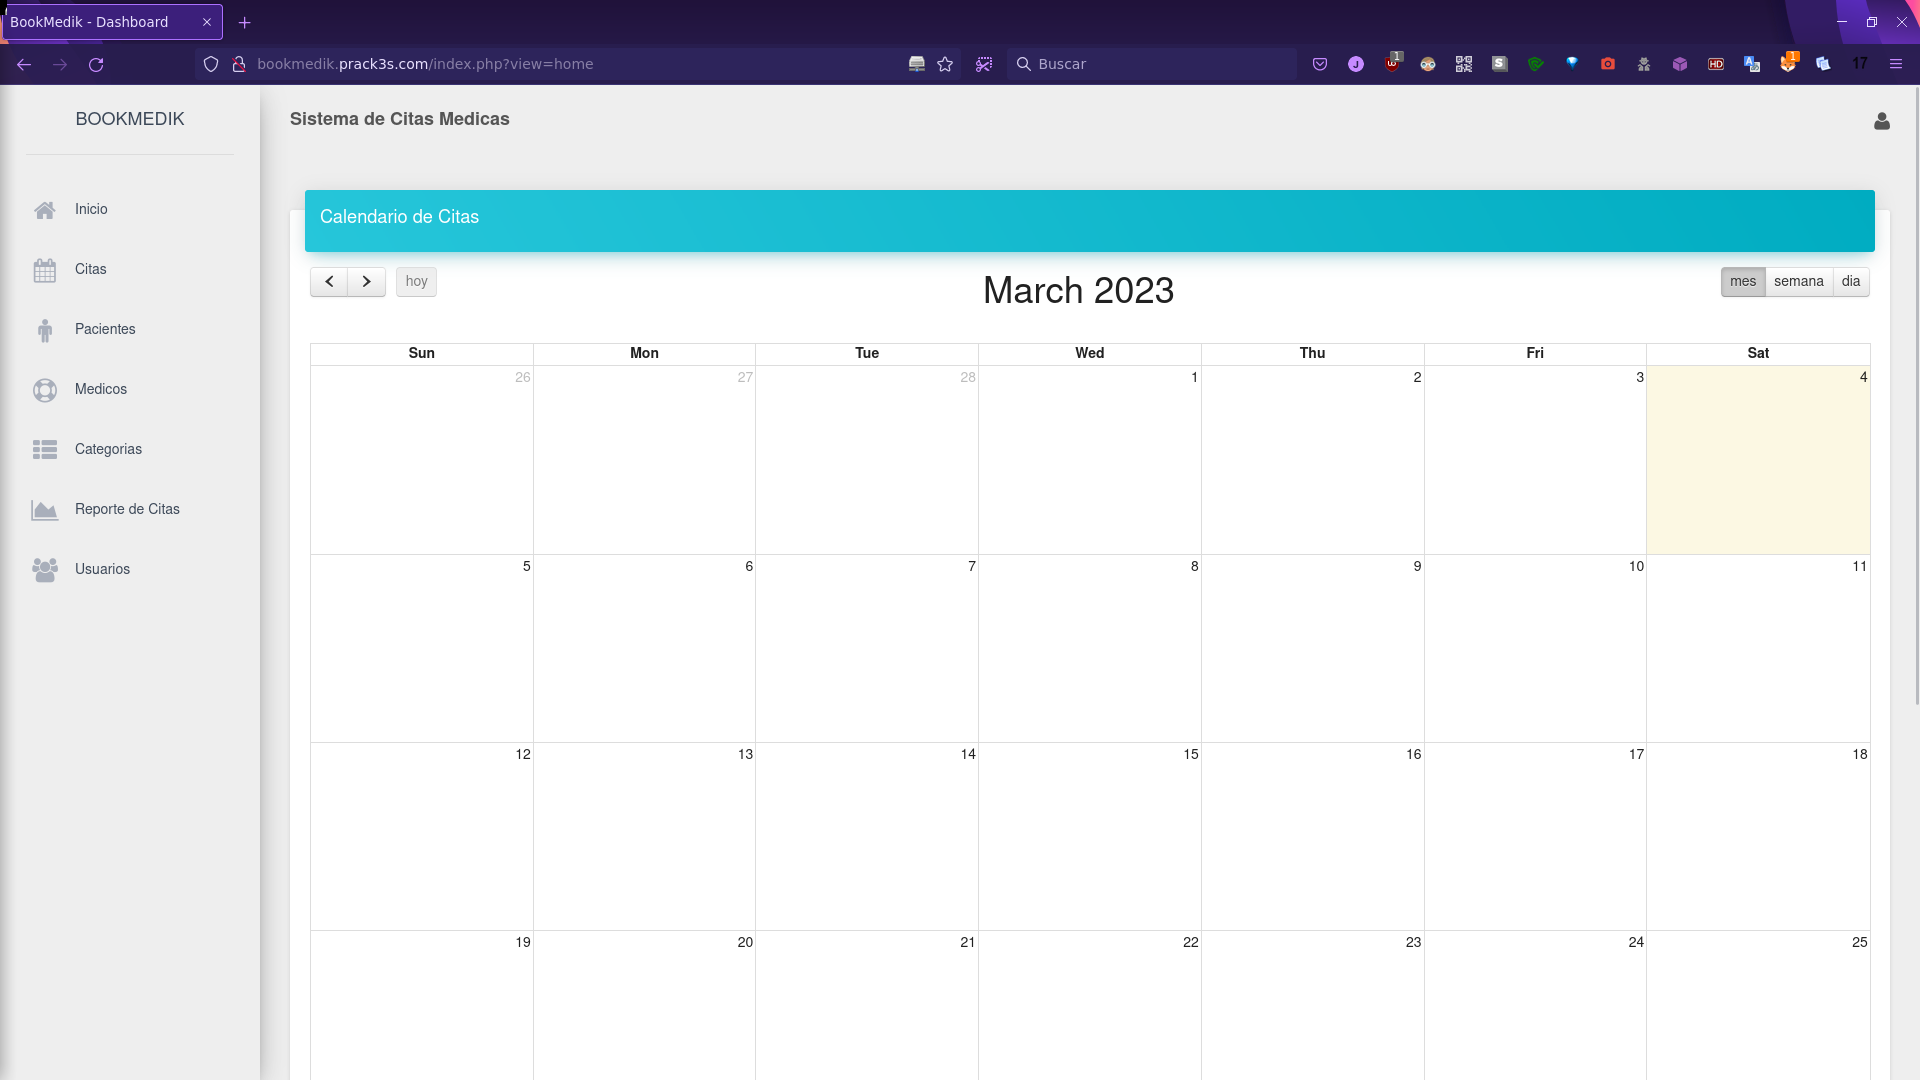 BookMedik - Dashboard
bookmedik.prack3s.com/index.php?view=home
Buscar
1
J
S
HD
A
1
17
BOOKMEDIK
Sistema de Citas Medicas
Inicio
Citas
Pacientes
Medicos
Categorias
Reporte de Citas
Usuarios
Calendario de Citas
hoy
March 2023
mes semana dia
Sun Mon Tue Wed Thu Fri Sat
26 27 28 1 2 3 4
5 6 7 8 9 10 11
12 13 14 15 16 17 18
19 20 21 22 23 24 25